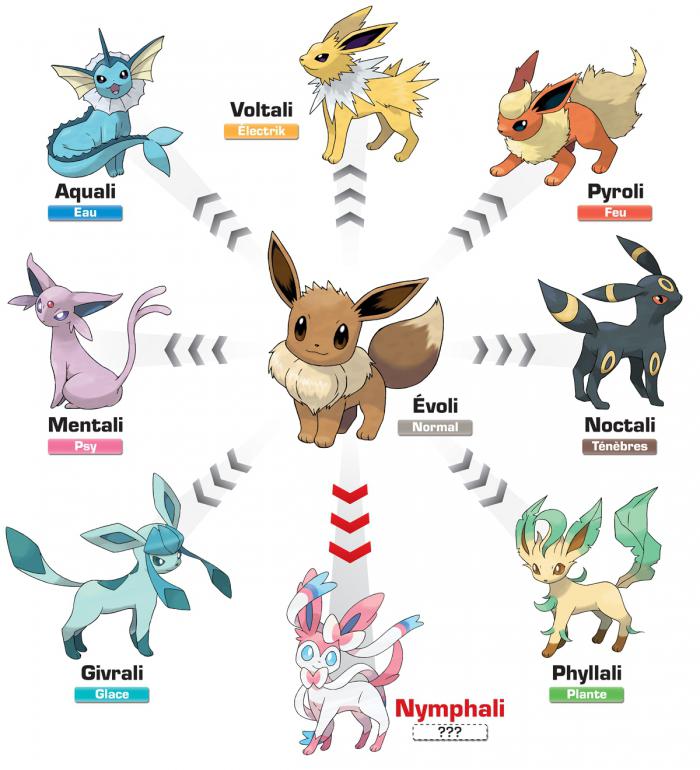 Voltali
Électrik
Aquali
Eau
Pyroli
Feu
Mentali
Psy
Évoli
Normal
Noctali
Ténèbres
Givrali
Glace
Phyllali
Plante
Nymphali
???